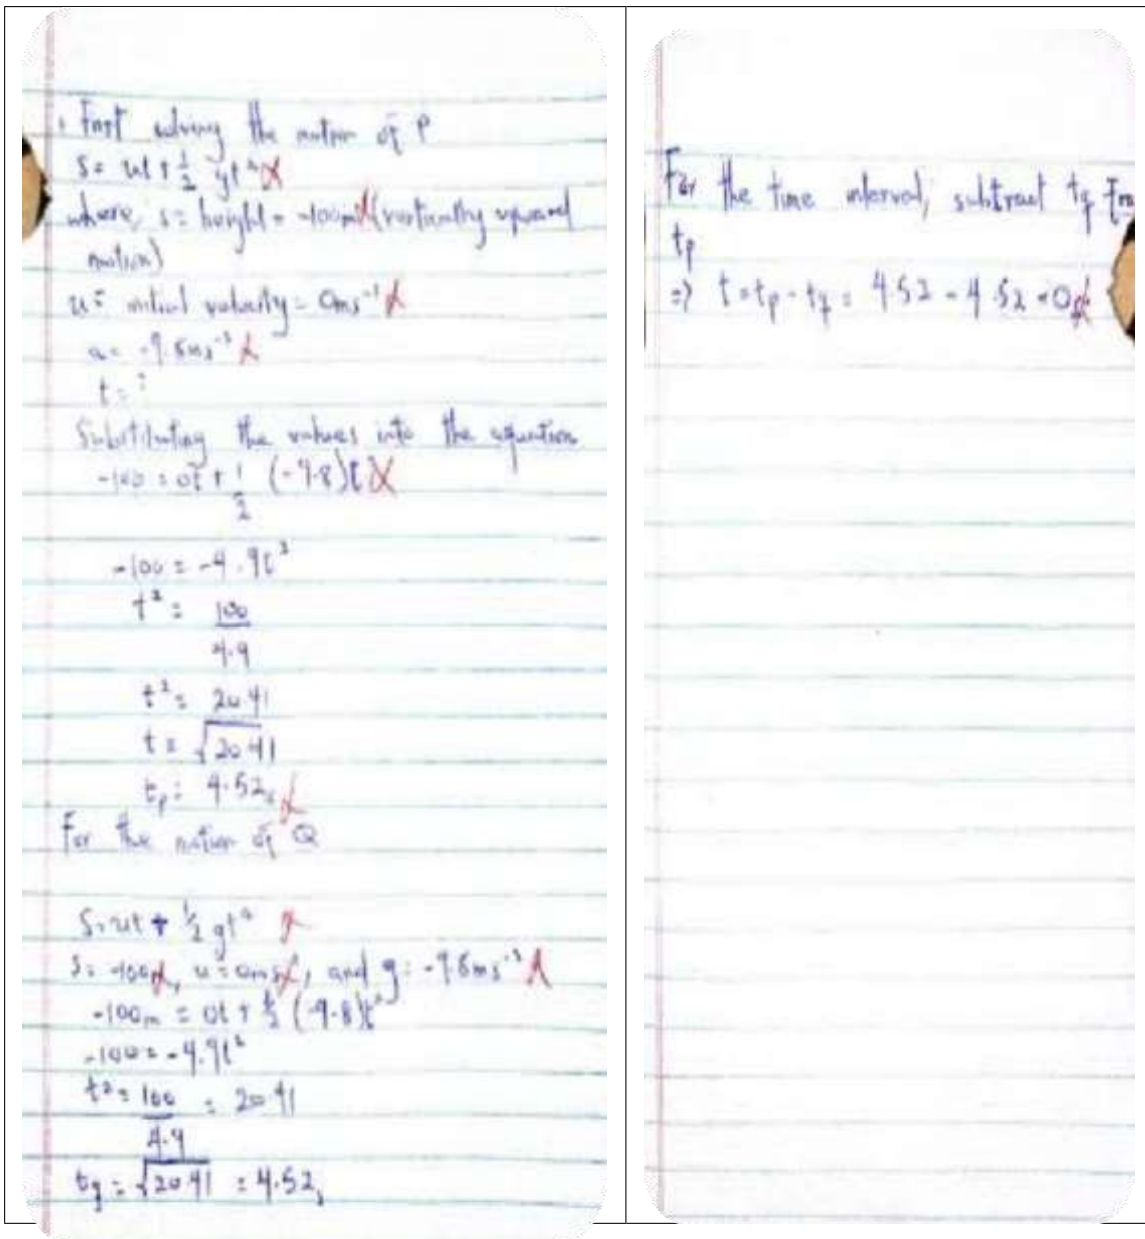 First solving the motion of P
S = ut + ½ gt²
where, s = height = -100m (vertically upward
motion)
u = initial velocity = 0ms⁻¹
a = -9.8ms⁻²
t = ?
Substituting the values into the equation
-100 = 0t + 1/2 (-9.8)t
-100 = -4.9t²
t² = 100/4.9
t² = 20.41
t = √20.41
tp = 4.52s
For the motion of Q
S = ut + ½ gt²
S = -100m, u = 0ms, and g = -9.8ms⁻²
-100m = 0t + ½ (-9.8)t²
-100 = -4.9t²
t² = 100/4.9 = 20.41
tq = √20.41 = 4.52s
For the time interval, subtract tq
tp
=> t = tp - tq = 4.52 - 4.52 = 0s